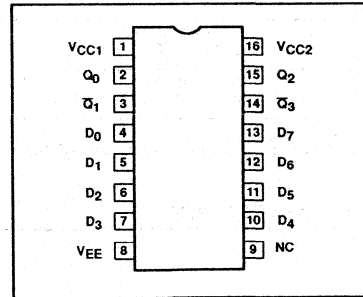 VCC1 1 16 VCC2
Q0 2 15 Q2
Q̅1 3 14 Q̅3
D0 4 13 D7
D1 5 12 D6
D2 6 11 D5
D3 7 10 D4
VEE 8 9 NC